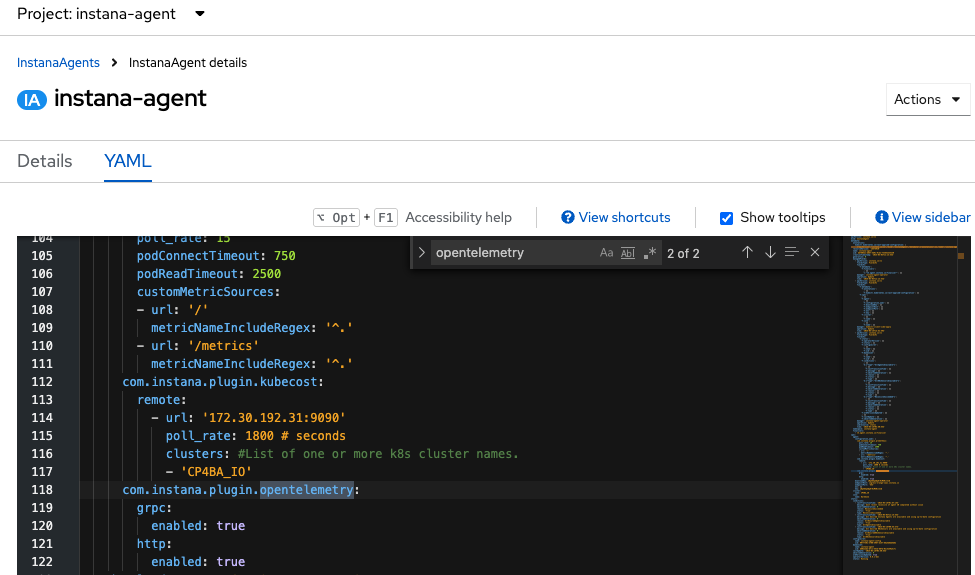 Project: instana-agent
InstanaAgents > InstanaAgent details
IA instana-agent
Actions
Details YAML
⌥ Opt + F1 Accessibility help View shortcuts Show tooltips View sidebar
opentelemetry Aa Abl .* 2 of 2
104 poll_rate: 15
105 podConnectTimeout: 750
106 podReadTimeout: 2500
107 customMetricSources:
108 - url: '/'
109 metricNameIncludeRegex: '^.'
110 - url: '/metrics'
111 metricNameIncludeRegex: '^.'
112 com.instana.plugin.kubecost:
113 remote:
114 - url: '172.30.192.31:9090'
115 poll_rate: 1800 # seconds
116 clusters: #List of one or more k8s cluster names.
117 - 'CP4BA_IO'
118 com.instana.plugin.opentelemetry:
119 grpc:
120 enabled: true
121 http:
122 enabled: true